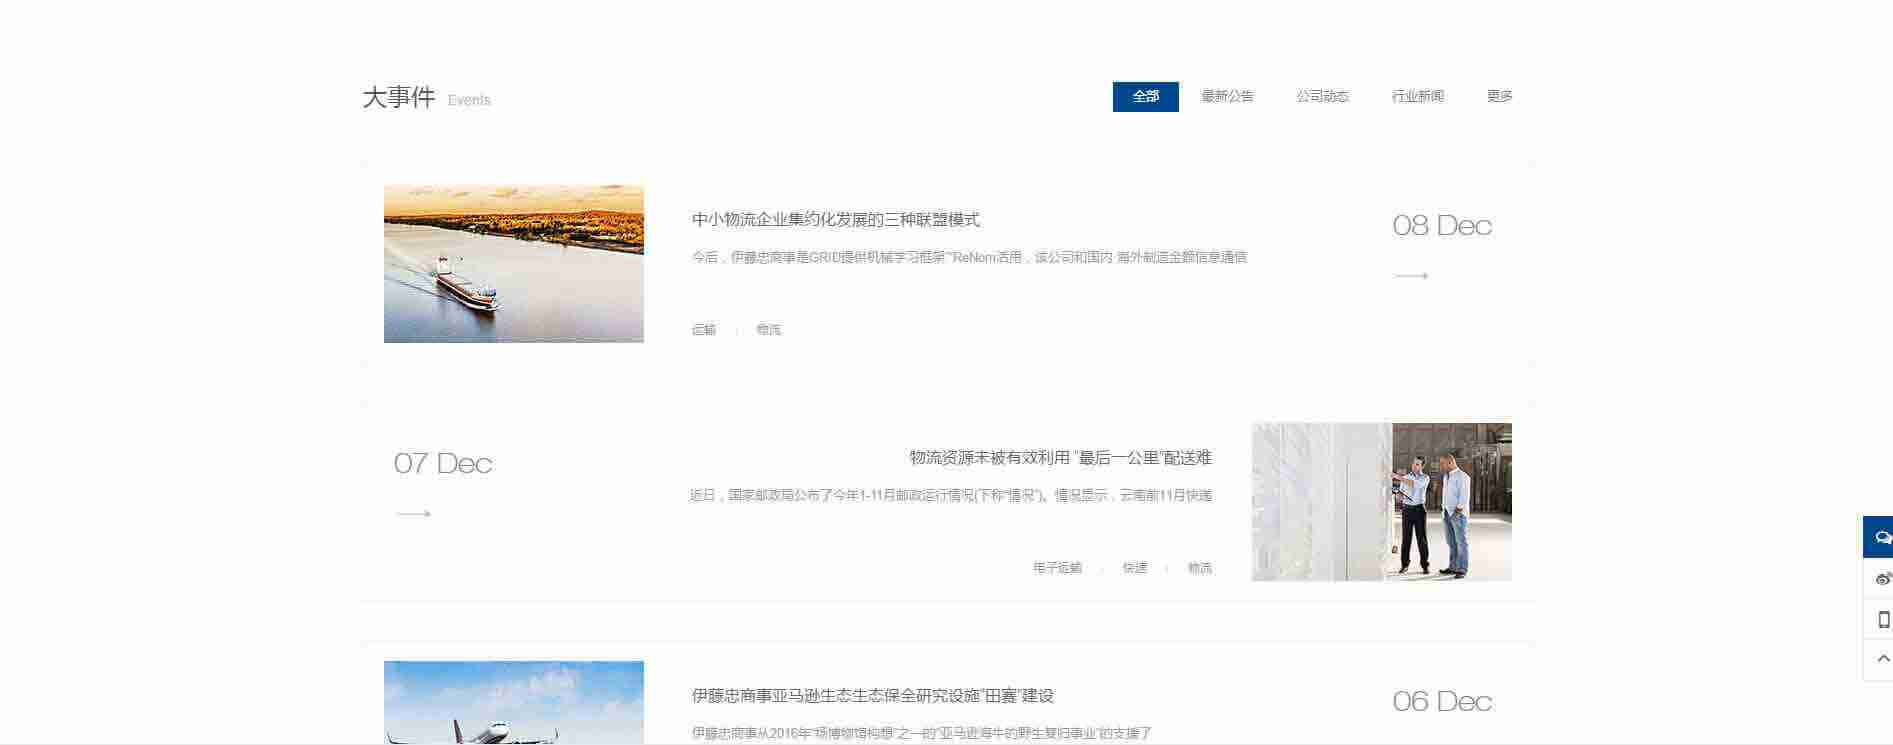 大事件 Events
全部 最新公告 公司动态 行业新闻 更多
中小物流企业集约化发展的三种联盟模式
08 Dec
今后，伊藤忠商事是GRID提供机械学习框架“"ReNom活用，该公司和国内·海外制造金额信息通信
运输 | 物流
07 Dec
物流资源未被有效利用 “最后一公里”配送难
近日，国家邮政局公布了今年1-11月邮政运行情况(下称“情况”)。情况显示，云南前11月快递
电子运输 | 快递 | 物流
伊藤忠商事亚马逊生态生态保全研究设施“田赛”建设
06 Dec
伊藤忠商事从2016年“场博物馆构想”之一的“亚马逊海牛的野生复归事业”的支援了